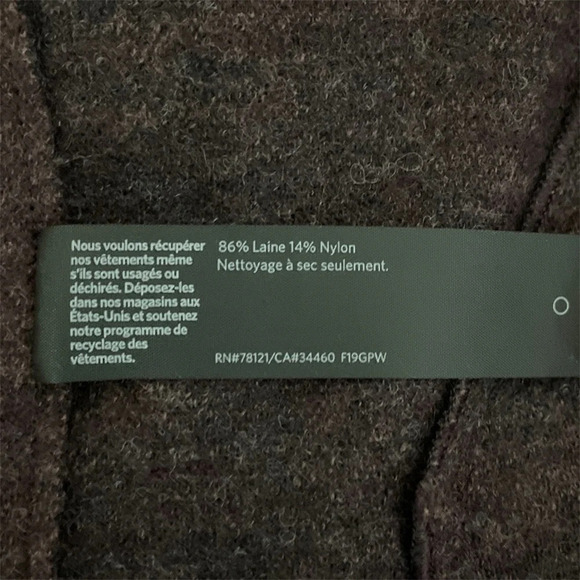 Nous voulons récupérer
nos vêtements même
s'ils sont usagés ou
déchirés. Déposez-les
dans nos magasins aux
États-Unis et soutenez
notre programme de
recyclage des
vêtements.
86% Laine 14% Nylon
Nettoyage à sec seulement.
RN#78121/CA#34460 F19GPW